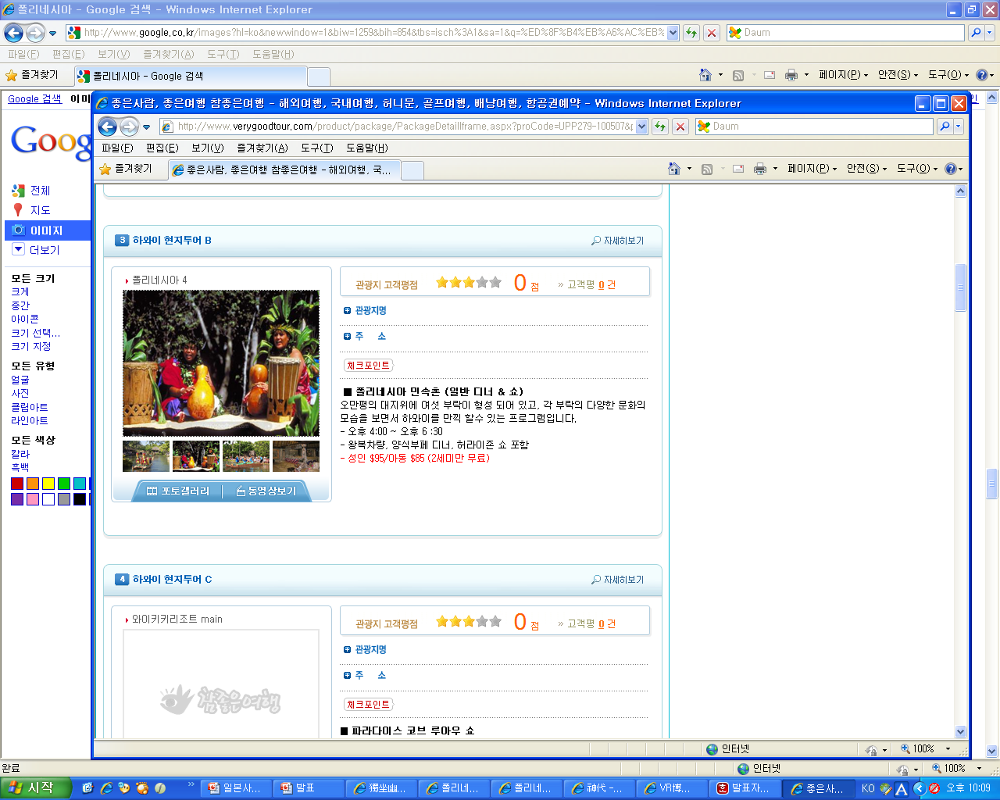 폴리네시아 - Google 검색 - Windows Internet Explorer
http://www.google.co.kr/images?hl=ko&newwindow=1&biw=1259&bih=854&tbs=isch%3A1&sa=1&q=%ED%8F%B4%EB%A6%AC%EB%
Daum
파일(F) 편집(E) 보기(V) 즐겨찾기(A) 도구(T) 도움말(H)
즐겨찾기 폴리네시아 - Google 검색 페이지(P) 안전(S) 도구(O)
Google 검색 이미
Goog
전체
지도
이미지
더보기
모든 크기
크게
중간
아이콘
크기 선택...
크기 지정
모든 유형
얼굴
사진
클립아트
라인아트
모든 색상
칼라
흑백
좋은사람, 좋은여행 참좋은여행 - 해외여행, 국내여행, 허니문, 골프여행, 배낭여행, 항공권예약 - Windows Internet Explorer
http://www.verygoodtour.com/product/package/PackageDetailIframe.aspx?proCode=UPP279-100507&
Daum
파일(F) 편집(E) 보기(V) 즐겨찾기(A) 도구(T) 도움말(H)
즐겨찾기 좋은사람, 좋은여행 참좋은여행 - 해외여행, 국... 페이지(P) 안전(S) 도구(O)
3 하와이 현지투어 B 자세히보기
폴리네시아 4
관광지 고객평점 0 점 » 고객평 0 건
관광지명
주 소
체크포인트
■ 폴리네시아 민속촌 (일반 디너 & 쇼)
오만평의 대지위에 여섯 부락이 형성 되어 있고, 각 부락의 다양한 문화의
모습을 보면서 하와이를 만끽 할수 있는 프로그램입니다.
- 오후 4:00 ~ 오후 6 :30
- 왕복차량, 양식부페 디너, 허라이존 쇼 포함
- 성인 $95/아동 $85 (2세미만 무료)
포토갤러리 동영상보기
4 하와이 현지투어 C 자세히보기
와이키키리조트 main
관광지 고객평점 0 점 » 고객평 0 건
관광지명
주 소
체크포인트
참좋은여행
■ 파라다이스 코브 루아우 쇼
인터넷 100%
완료 인터넷 100%
시작 일본사... 발표 獨坐幽... 폴리네... 폴리네... 神代 -... VR博... 발표자... 좋은사... KO 오후 10:09